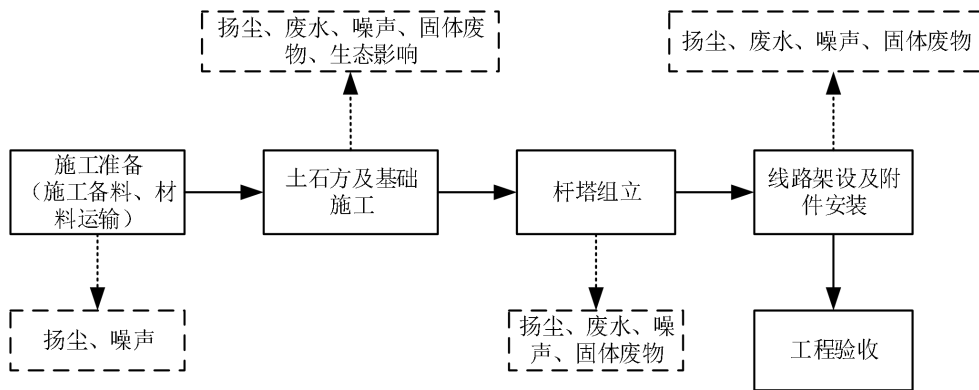 扬尘、废水、噪声、固体废
物、生态影响
扬尘、废水、噪声、固体废物
施工准备
（施工备料、材
料运输）
土石方及基础
施工
杆塔组立
线路架设及附
件安装
扬尘、噪声
扬尘、废水、噪
声、固体废物
工程验收